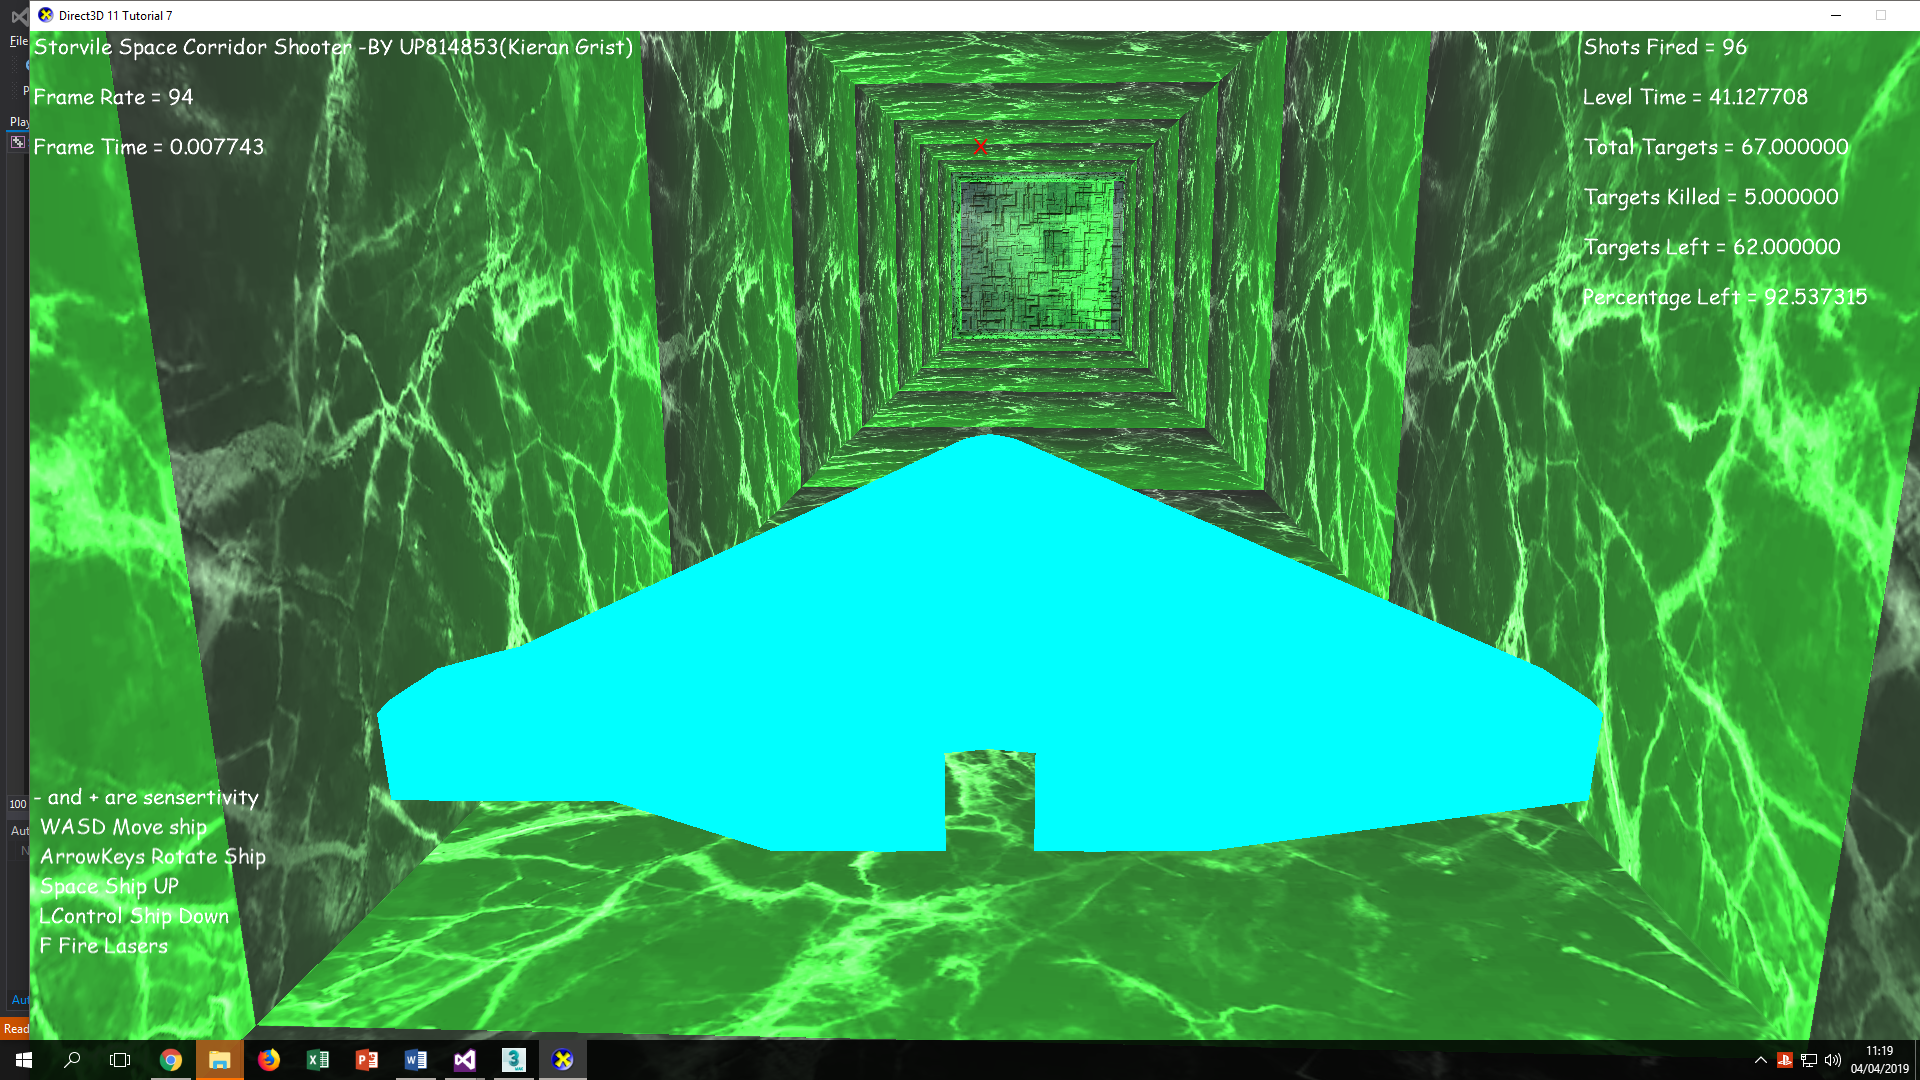 Direct3D 11 Tutorial 7
File
Storvile Space Corridor Shooter -BY UP814853(Kieran Grist)
Frame Rate = 94
Play
Frame Time = 0.007743
Shots Fired = 96
Level Time = 41.127708
Total Targets = 67.000000
Targets Killed = 5.000000
Targets Left = 62.000000
Percentage Left = 92.537315
X
100
- and + are sensertivity
WASD Move ship
Aut
ArrowKeys Rotate Ship
Space Ship UP
LControl Ship Down
F Fire Lasers
Aut
Read
11:19
04/04/2019